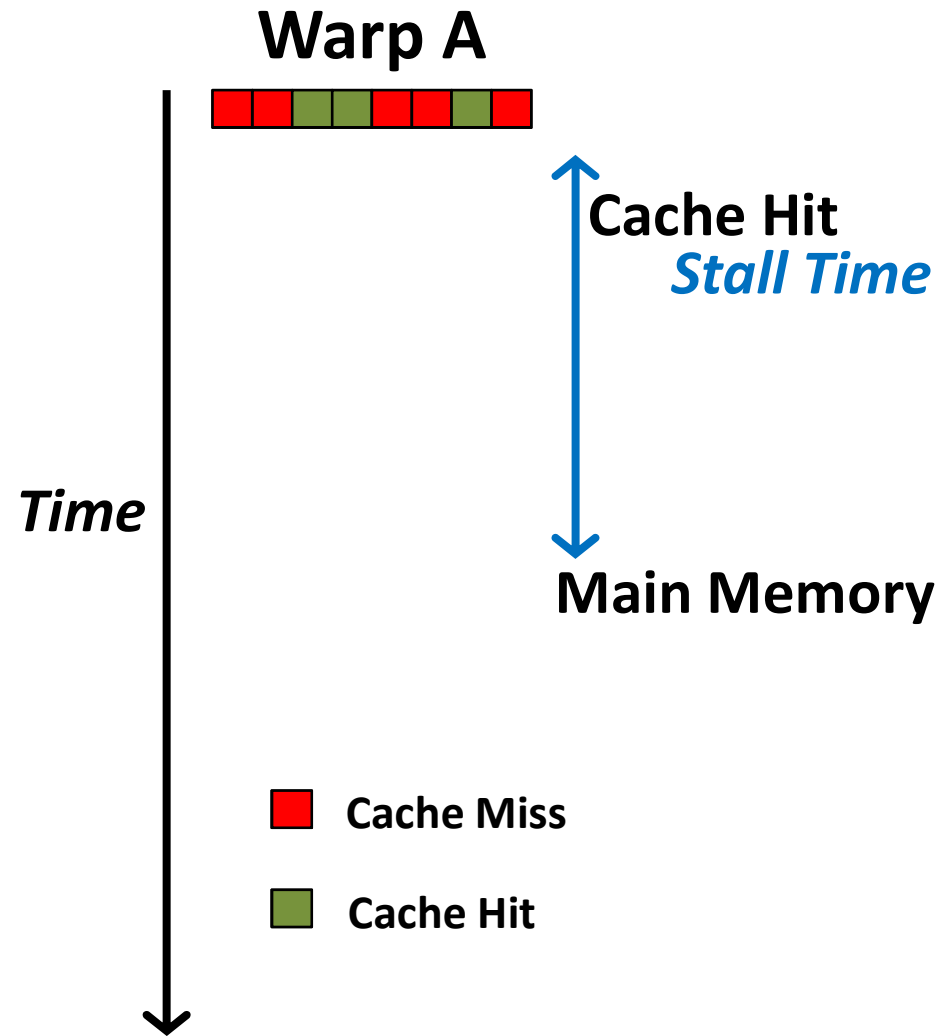 Warp A
Cache Hit
Stall Time
Time
Main Memory
Cache Miss
Cache Hit